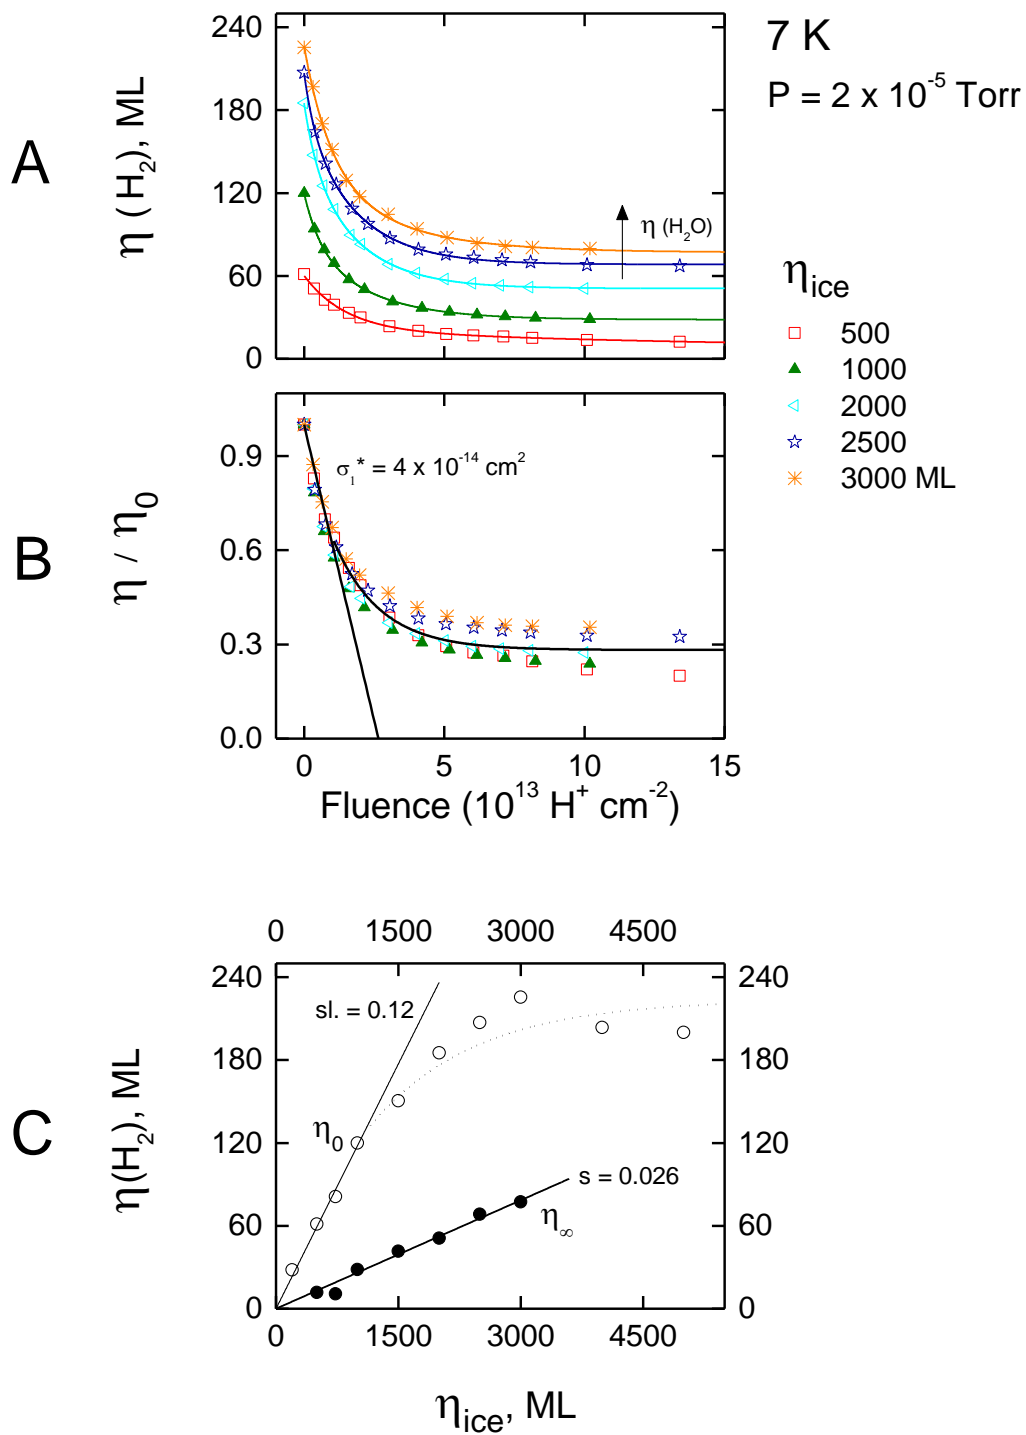 7 K
P = 2 x 10⁻⁵ Torr
A
η ( H₂), ML
240
180
120
60
0
η (H₂O)
η_ice
500
1000
2000
2500
3000 ML
B
η / η₀
0.9
0.6
0.3
0.0
σ₁* = 4 x 10⁻¹⁴ cm²
0 5 10 15
Fluence (10¹³ H⁺ cm⁻²)
C
η(H₂), ML
0 1500 3000 4500
240
180
120
60
0
sl. = 0.12
η₀
s = 0.026
η∞
240
180
120
60
0
0 1500 3000 4500
η_ice, ML